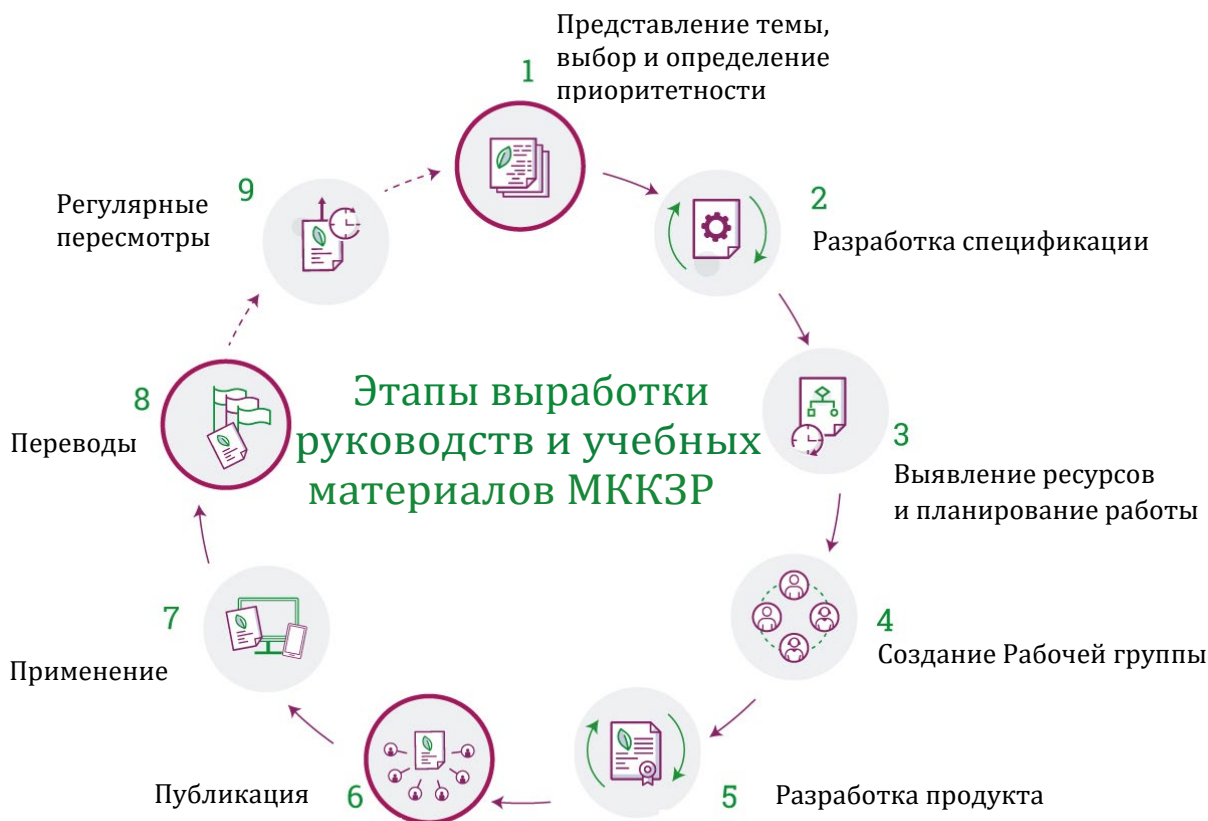 1
Представление темы,
выбор и определение
приоритетности
2
Разработка спецификации
3
Выявление ресурсов
и планирование работы
4
Создание Рабочей группы
5
Разработка продукта
6
Публикация
7
Применение
8
Переводы
9
Регулярные
пересмотры
Этапы выработки
руководств и учебных
материалов МККЗР